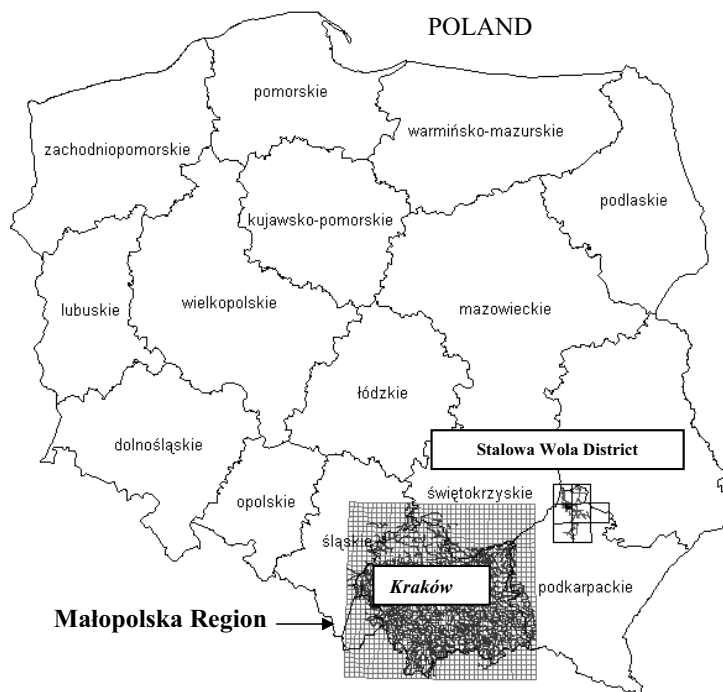 POLAND
pomorskie
warmińsko-mazurskie
zachodniopomorskie
podlaskie
kujawsko-pomorskie
lubuskie
wielkopolskie
mazowieckie
łódzkie
dolnośląskie
Stalowa Wola District
opolskie
świętokrzyskie
śląskie
Kraków
podkarpackie
Małopolska Region